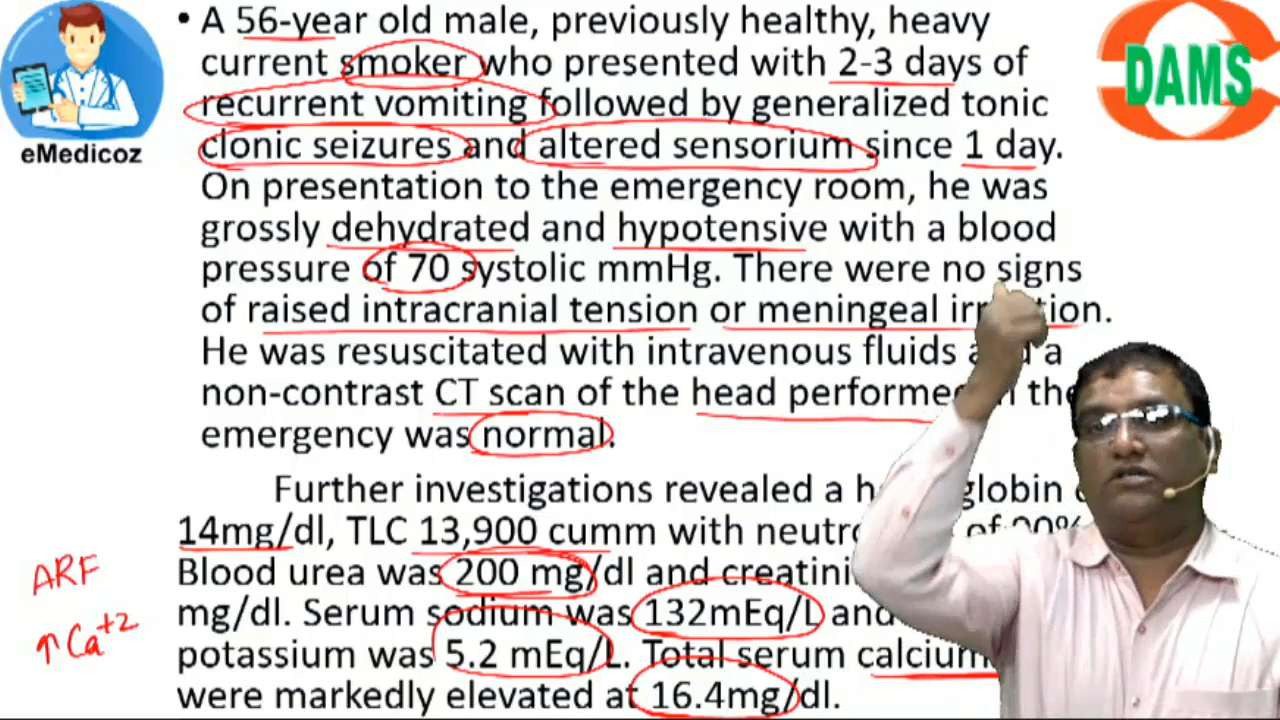 • A 56-year old male, previously healthy, heavy
current smoker who presented with 2-3 days of
recurrent vomiting followed by generalized tonic
clonic seizures and altered sensorium since 1 day.
On presentation to the emergency room, he was
grossly dehydrated and hypotensive with a blood
pressure of 70 systolic mmHg. There were no signs
of raised intracranial tension or meningeal
He was resuscitated with intravenous fluids a
non-contrast CT scan of the head the
emergency was normal.
Further investigations revealed a
14mg/dl, TLC 13,900 cumm with of 90%
Blood urea was 200 mg/dl and
mg/dl. Serum sodium was 132mEq/L and
potassium was 5.2 mEq/L. Total serum calcium
were markedly elevated at 16.4mg/dl.
ARF
↑Ca+2
eMedicoz
DAMS